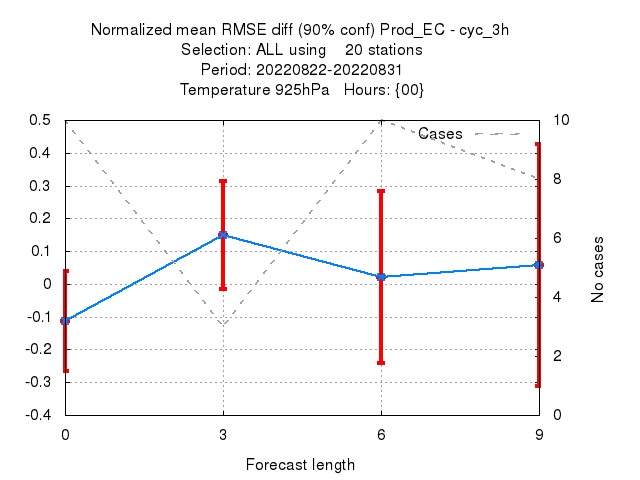 Normalized mean RMSE diff (90% conf) Prod_EC - cyc_3h
Selection: ALL using 20 stations
Period: 20220822-20220831
Temperature 925hPa Hours: {00}
0.5 10
Cases
0.4
0.3 8
0.2
0.1 6
0
-0.1 4
-0.2 2
-0.3
-0.4 0
No cases
0 3 6 9
Forecast length